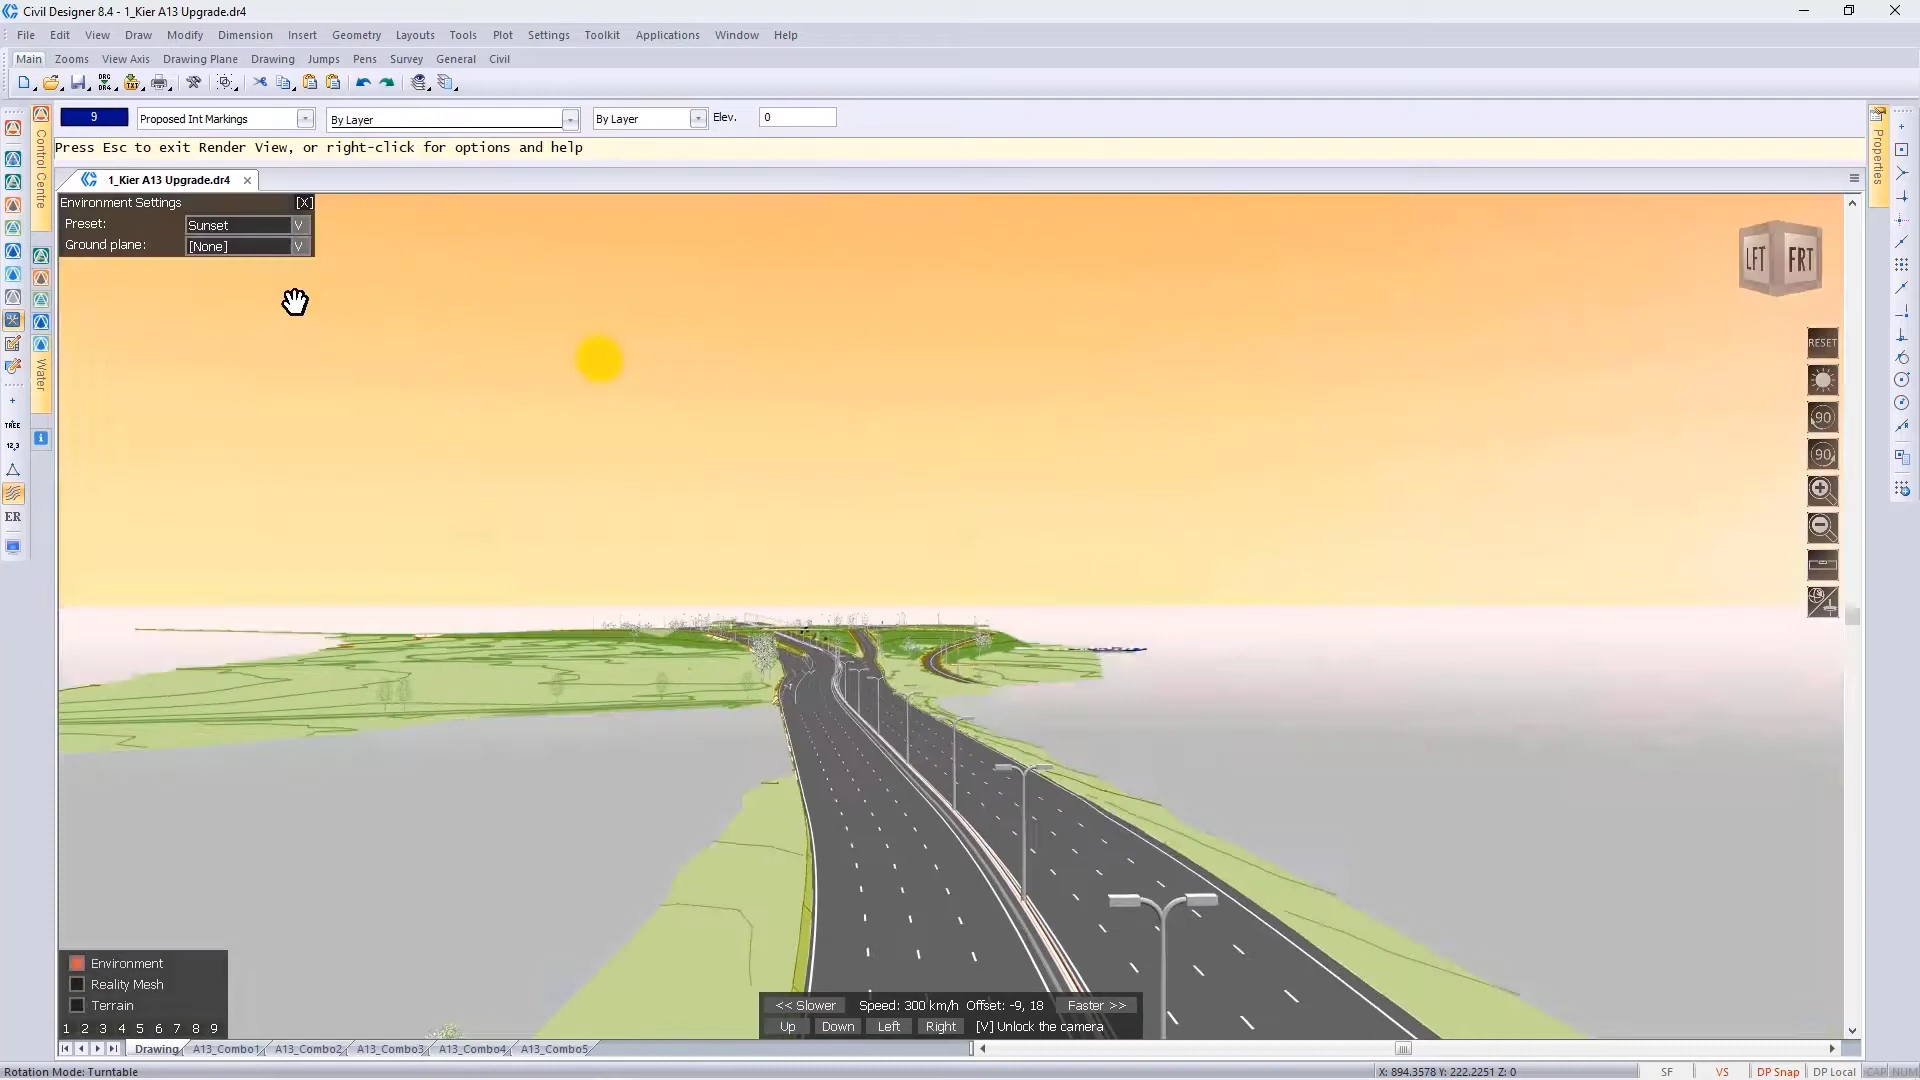 Civil Designer 8.4 - 1_Kier A13 Upgrade.dr4
File Edit View Draw Modify Dimension Insert Geometry Layouts Tools Plot Settings Toolkit Applications Window Help
Main Zooms View Axis Drawing Plane Drawing Jumps Pens Survey General Civil
DRG DR4 TXT
9 Proposed Int Markings By Layer By Layer Elev. 0
Press Esc to exit Render View, or right-click for options and help
1_Kier A13 Upgrade.dr4
Environment Settings [X]
Preset: Sunset V
Ground plane: [None] V
Control Centre
Water
Properties
TREE
12,3
ER
LFT FRT
RESET
90
90
Environment
Reality Mesh
Terrain
1 2 3 4 5 6 7 8 9
<< Slower Speed: 300 km/h Offset: -9, 18 Faster >>
Up Down Left Right [V] Unlock the camera
Drawing A13_Combo1 A13_Combo2 A13_Combo3 A13_Combo4 A13_Combo5
Rotation Mode: Turntable X: 894.3578 Y: 222.2251 Z: 0 SF VS DP Snap DP Local CAP NUM